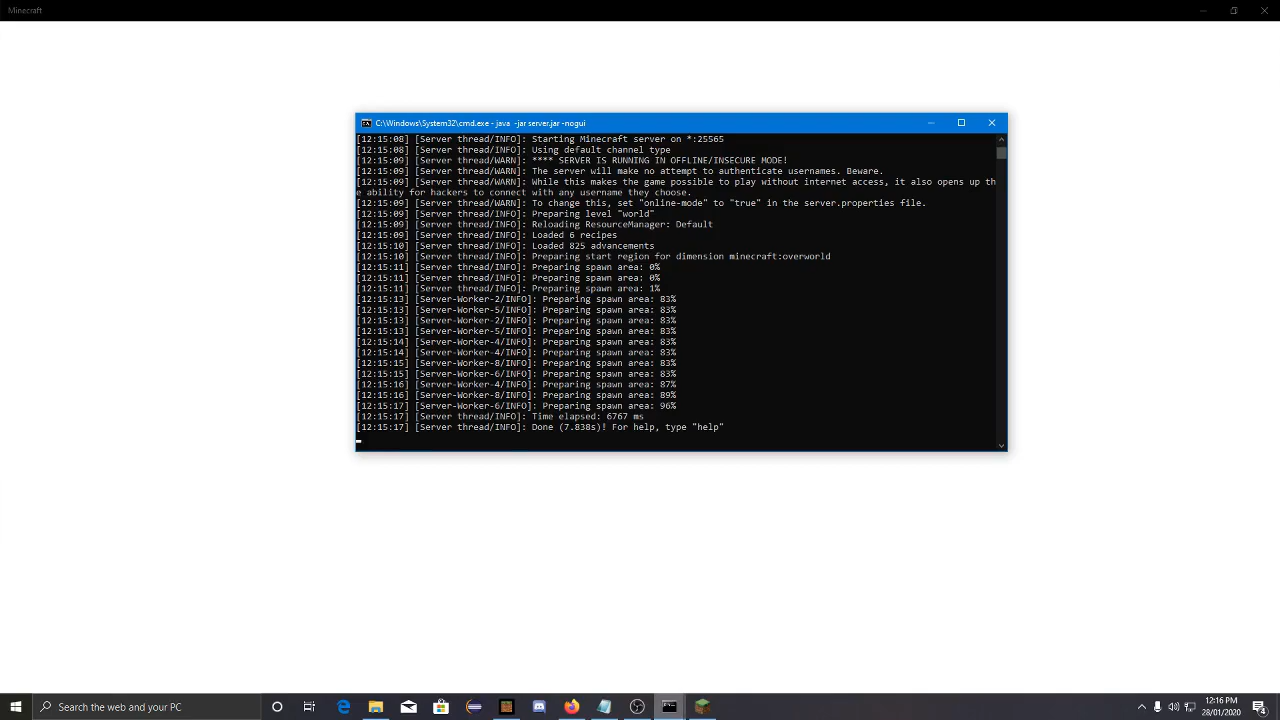 Minecraft
C:\Windows\System32\cmd.exe - java -jar server.jar -nogui
[12:15:08] [Server thread/INFO]: Starting Minecraft server on *:25565
[12:15:08] [Server thread/INFO]: Using default channel type
[12:15:09] [Server thread/WARN]: **** SERVER IS RUNNING IN OFFLINE/INSECURE MODE!
[12:15:09] [Server thread/WARN]: The server will make no attempt to authenticate usernames. Beware.
[12:15:09] [Server thread/WARN]: While this makes the game possible to play without internet access, it also opens up th
e ability for hackers to connect with any username they choose.
[12:15:09] [Server thread/WARN]: To change this, set "online-mode" to "true" in the server.properties file.
[12:15:09] [Server thread/INFO]: Preparing level "world"
[12:15:09] [Server thread/INFO]: Reloading ResourceManager: Default
[12:15:09] [Server thread/INFO]: Loaded 6 recipes
[12:15:10] [Server thread/INFO]: Loaded 825 advancements
[12:15:10] [Server thread/INFO]: Preparing start region for dimension minecraft:overworld
[12:15:11] [Server thread/INFO]: Preparing spawn area: 0%
[12:15:11] [Server thread/INFO]: Preparing spawn area: 0%
[12:15:11] [Server thread/INFO]: Preparing spawn area: 1%
[12:15:13] [Server-Worker-2/INFO]: Preparing spawn area: 83%
[12:15:13] [Server-Worker-5/INFO]: Preparing spawn area: 83%
[12:15:13] [Server-Worker-2/INFO]: Preparing spawn area: 83%
[12:15:13] [Server-Worker-5/INFO]: Preparing spawn area: 83%
[12:15:14] [Server-Worker-4/INFO]: Preparing spawn area: 83%
[12:15:14] [Server-Worker-4/INFO]: Preparing spawn area: 83%
[12:15:15] [Server-Worker-8/INFO]: Preparing spawn area: 83%
[12:15:15] [Server-Worker-6/INFO]: Preparing spawn area: 83%
[12:15:16] [Server-Worker-4/INFO]: Preparing spawn area: 87%
[12:15:16] [Server-Worker-8/INFO]: Preparing spawn area: 89%
[12:15:17] [Server-Worker-6/INFO]: Preparing spawn area: 96%
[12:15:17] [Server thread/INFO]: Time elapsed: 6767 ms
[12:15:17] [Server thread/INFO]: Done (7.838s)! For help, type "help"
Search the web and your PC
12:16 PM
28/01/2020